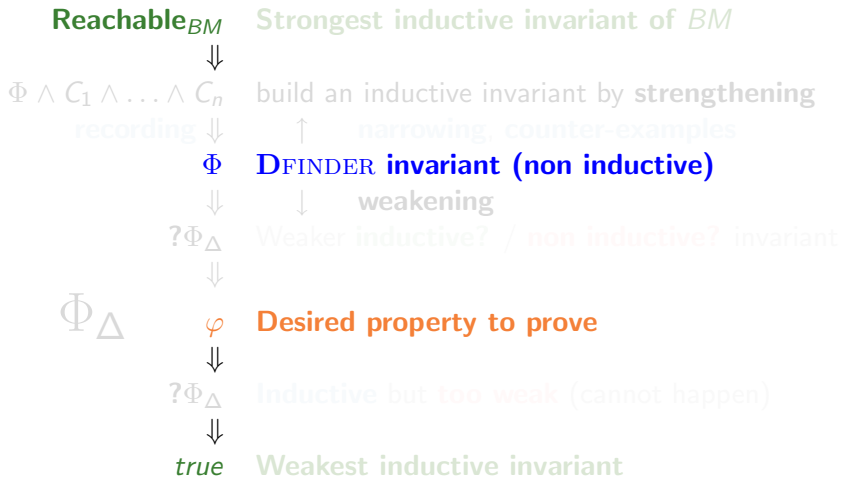 Reachable_BM Strongest inductive invariant of BM
⇓
Φ ∧ C₁ ∧ … ∧ Cₙ build an inductive invariant by strengthening
recording ⇓ ↑ narrowing, counter-examples
Φ DFINDER invariant (non inductive)
⇓ ↓ weakening
?Φ_Δ Weaker inductive? / non inductive? invariant
⇓
Φ_Δ φ Desired property to prove
⇓
?Φ_Δ Inductive but too weak (cannot happen)
⇓
true Weakest inductive invariant